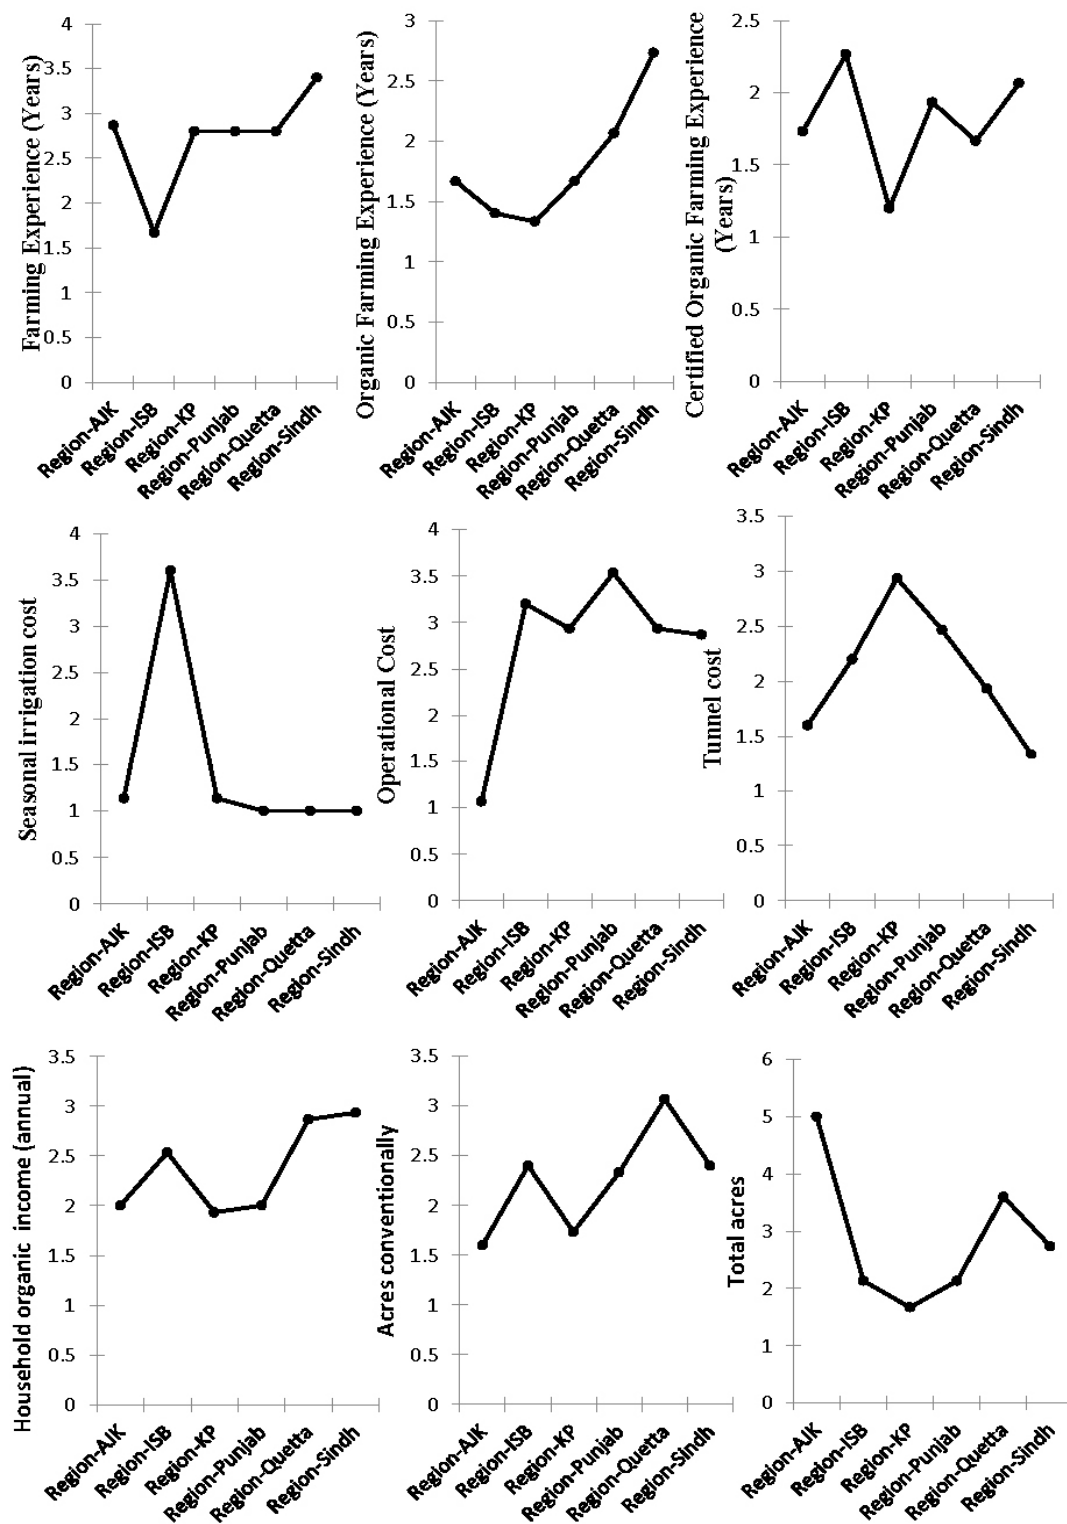 Farming Experience (Years)
4
3.5
3
2.5
2
1.5
1
0.5
0
Region-AJK
Region-ISB
Region-KP
Region-Punjab
Region-Quetta
Region-Sindh
Organic Farming Experience (Years)
3
2.5
2
1.5
1
0.5
0
Region-AJK
Region-ISB
Region-KP
Region-Punjab
Region-Quetta
Region-Sindh
Certified Organic Farming Experience
(Years)
2.5
2
1.5
1
0.5
0
Region-AJK
Region-ISB
Region-KP
Region-Punjab
Region-Quetta
Region-Sindh
Seasonal irrigation cost
4
3.5
3
2.5
2
1.5
1
0.5
0
Region-AJK
Region-ISB
Region-KP
Region-Punjab
Region-Quetta
Region-Sindh
Operational Cost
4
3.5
3
2.5
2
1.5
1
0.5
0
Region-AJK
Region-ISB
Region-KP
Region-Punjab
Region-Quetta
Region-Sindh
Tunnel cost
3.5
3
2.5
2
1.5
1
0.5
0
Region-AJK
Region-ISB
Region-KP
Region-Punjab
Region-Quetta
Region-Sindh
Household organic income (annual)
3.5
3
2.5
2
1.5
1
0.5
0
Region-AJK
Region-ISB
Region-KP
Region-Punjab
Region-Quetta
Region-Sindh
Acres conventionally
3.5
3
2.5
2
1.5
1
0.5
0
Region-AJK
Region-ISB
Region-KP
Region-Punjab
Region-Quetta
Region-Sindh
Total acres
6
5
4
3
2
1
0
Region-AJK
Region-ISB
Region-KP
Region-Punjab
Region-Quetta
Region-Sindh